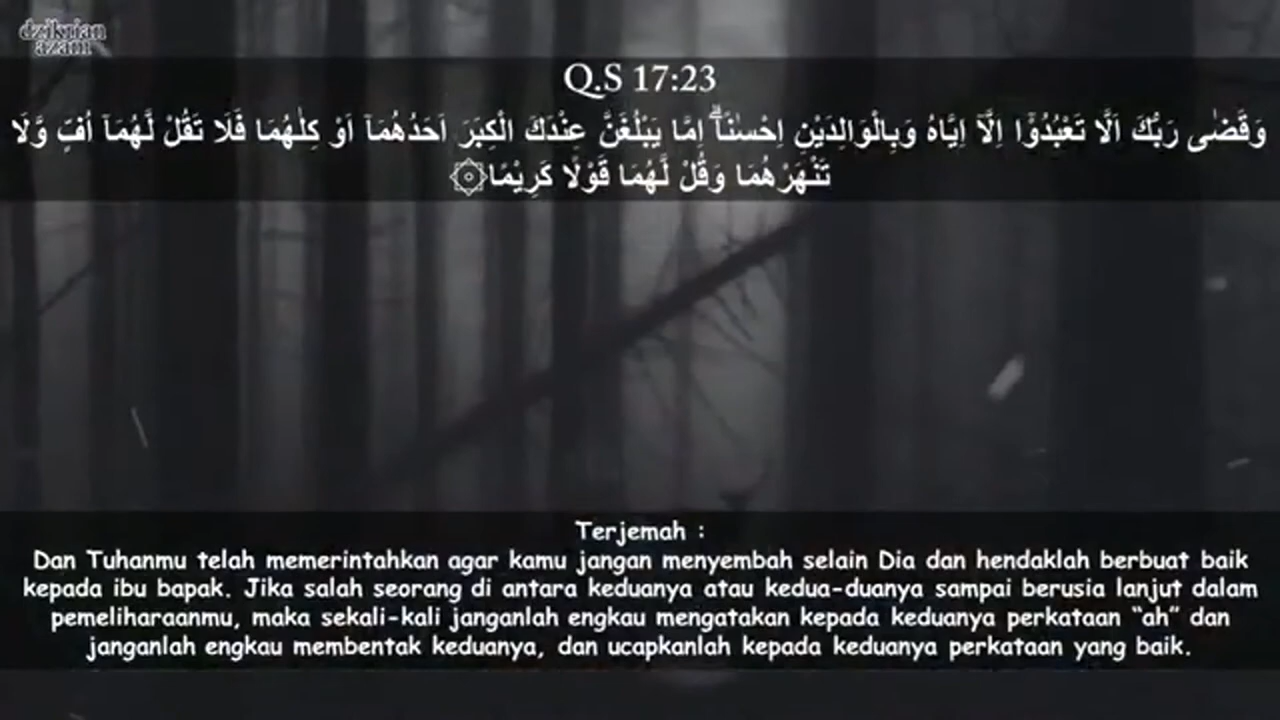 dzikrian
azam
Q.S 17:23
وَقَضٰى رَبُّكَ اَلَّا تَعْبُدُوْٓا اِلَّآ اِيَّاهُ وَبِالْوَالِدَيْنِ اِحْسٰنًاۗ اِمَّا يَبْلُغَنَّ عِنْدَكَ الْكِبَرَ اَحَدُهُمَآ اَوْ كِلٰهُمَا فَلَا تَقُلْ لَّهُمَآ اُفٍّ وَّلَا
تَنْهَرْهُمَا وَقُلْ لَّهُمَا قَوْلًا كَرِيْمًا ۞
Terjemah :
Dan Tuhanmu telah memerintahkan agar kamu jangan menyembah selain Dia dan hendaklah berbuat baik
kepada ibu bapak. Jika salah seorang di antara keduanya atau kedua-duanya sampai berusia lanjut dalam
pemeliharaanmu, maka sekali-kali janganlah engkau mengatakan kepada keduanya perkataan “ah” dan
janganlah engkau membentak keduanya, dan ucapkanlah kepada keduanya perkataan yang baik.